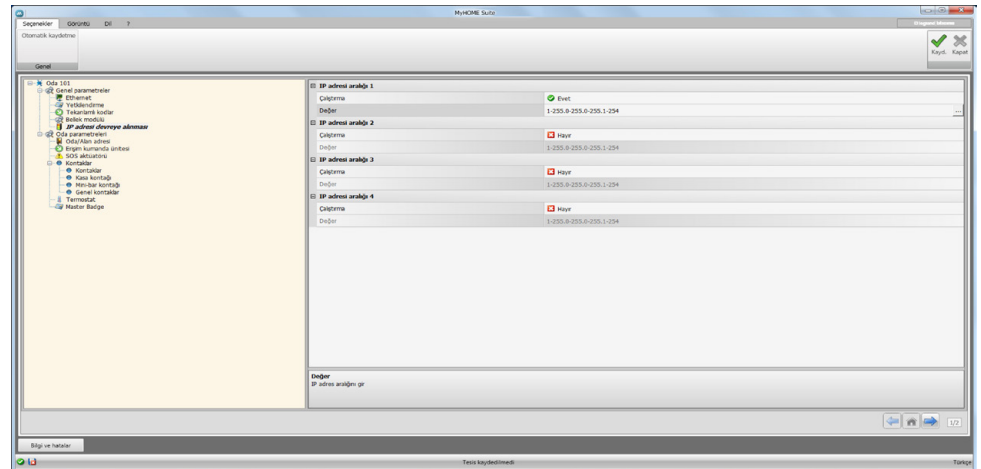 MyHOME Suite
Seçenekler Görüntü Dil ?
Otomatik kaydetme
Kayd. Kapat
Genel
Oda 101
Genel parametreler
Ethernet
Yetkilendirme
Tekrarlamlı kodlar
Bellek modülü
IP adresi devreye alınması
Oda parametreleri
Oda/Alan adresi
Erişim kumanda ünitesi
SOS aktüatörü
Kontaklar
Kontaklar
Kasa kontağı
Mini-bar kontağı
Genel kontaklar
Termostat
Master Badge
IP adresi aralığı 1
Çalıştırma Evet
Değer 1-255.0-255.0-255.1-254 ...
IP adresi aralığı 2
Çalıştırma Hayır
Değer 1-255.0-255.0-255.1-254
IP adresi aralığı 3
Çalıştırma Hayır
Değer 1-255.0-255.0-255.1-254
IP adresi aralığı 4
Çalıştırma Hayır
Değer 1-255.0-255.0-255.1-254
Değer
IP adres aralığını gir
1/2
Bilgi ve hatalar
Tesis kaydedilmedi
Türkçe